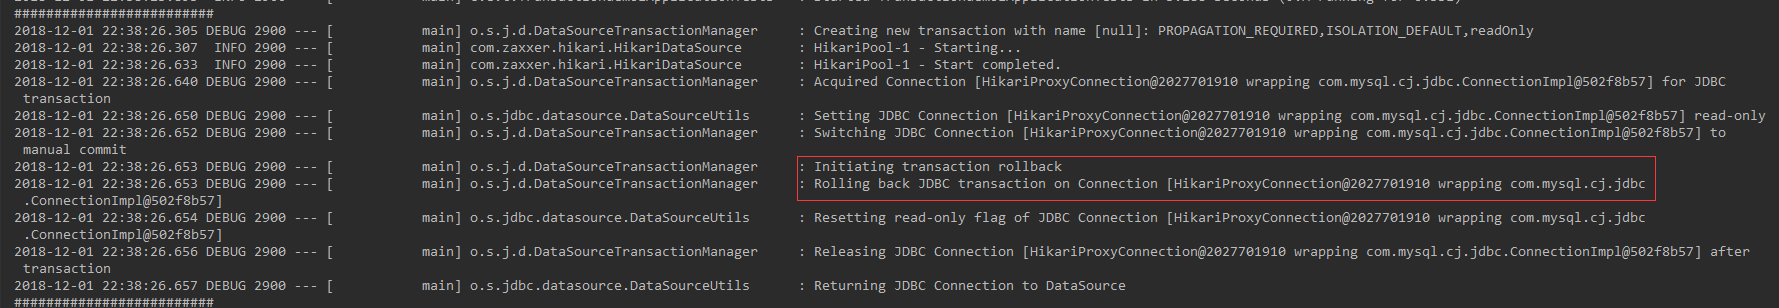 ##########################
2018-12-01 22:38:26.305 DEBUG 2900 --- [           main] o.s.j.d.DataSourceTransactionManager     : Creating new transaction with name [null]: PROPAGATION_REQUIRED,ISOLATION_DEFAULT,readOnly
2018-12-01 22:38:26.307  INFO 2900 --- [           main] com.zaxxer.hikari.HikariDataSource       : HikariPool-1 - Starting...
2018-12-01 22:38:26.633  INFO 2900 --- [           main] com.zaxxer.hikari.HikariDataSource       : HikariPool-1 - Start completed.
2018-12-01 22:38:26.640 DEBUG 2900 --- [           main] o.s.j.d.DataSourceTransactionManager     : Acquired Connection [HikariProxyConnection@2027701910 wrapping com.mysql.cj.jdbc.ConnectionImpl@502f8b57] for JDBC
transaction
2018-12-01 22:38:26.650 DEBUG 2900 --- [           main] o.s.jdbc.datasource.DataSourceUtils      : Setting JDBC Connection [HikariProxyConnection@2027701910 wrapping com.mysql.cj.jdbc.ConnectionImpl@502f8b57] read-only
2018-12-01 22:38:26.652 DEBUG 2900 --- [           main] o.s.j.d.DataSourceTransactionManager     : Switching JDBC Connection [HikariProxyConnection@2027701910 wrapping com.mysql.cj.jdbc.ConnectionImpl@502f8b57] to
manual commit
2018-12-01 22:38:26.653 DEBUG 2900 --- [           main] o.s.j.d.DataSourceTransactionManager     : Initiating transaction rollback
2018-12-01 22:38:26.653 DEBUG 2900 --- [           main] o.s.j.d.DataSourceTransactionManager     : Rolling back JDBC transaction on Connection [HikariProxyConnection@2027701910 wrapping com.mysql.cj.jdbc
.ConnectionImpl@502f8b57]
2018-12-01 22:38:26.654 DEBUG 2900 --- [           main] o.s.jdbc.datasource.DataSourceUtils      : Resetting read-only flag of JDBC Connection [HikariProxyConnection@2027701910 wrapping com.mysql.cj.jdbc
.ConnectionImpl@502f8b57]
2018-12-01 22:38:26.656 DEBUG 2900 --- [           main] o.s.j.d.DataSourceTransactionManager     : Releasing JDBC Connection [HikariProxyConnection@2027701910 wrapping com.mysql.cj.jdbc.ConnectionImpl@502f8b57] after
transaction
2018-12-01 22:38:26.657 DEBUG 2900 --- [           main] o.s.jdbc.datasource.DataSourceUtils      : Returning JDBC Connection to DataSource
##########################